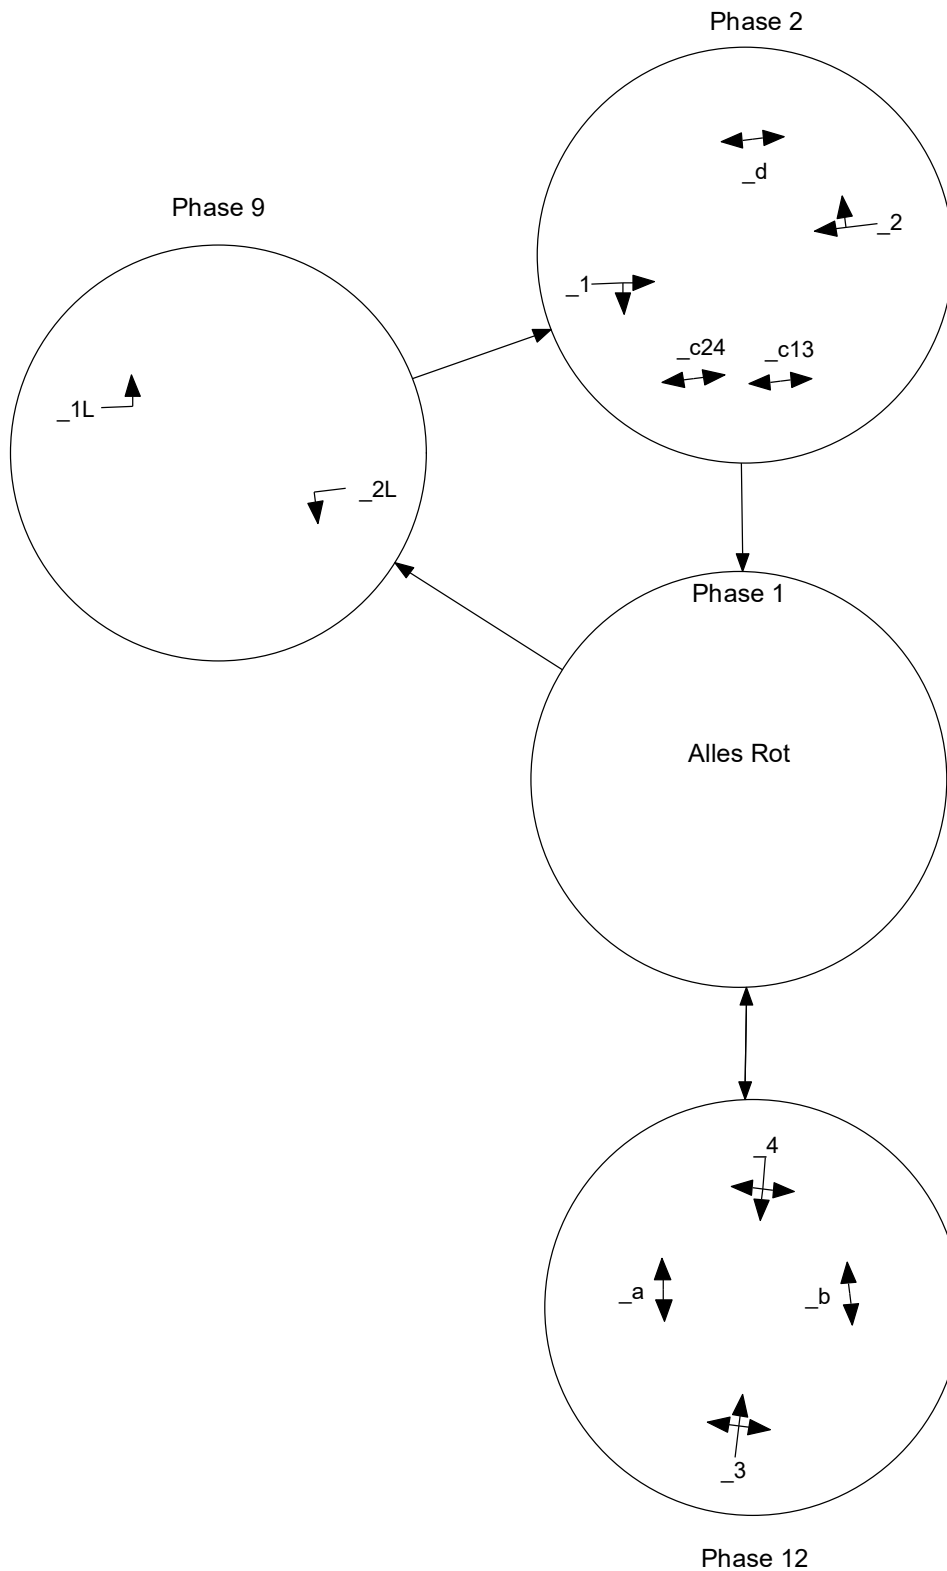 Phase 2
_d
_2
_1
_c24
_c13
Phase 9
_1L
_2L
Phase 1
Alles Rot
_4
_a
_b
_3
Phase 12